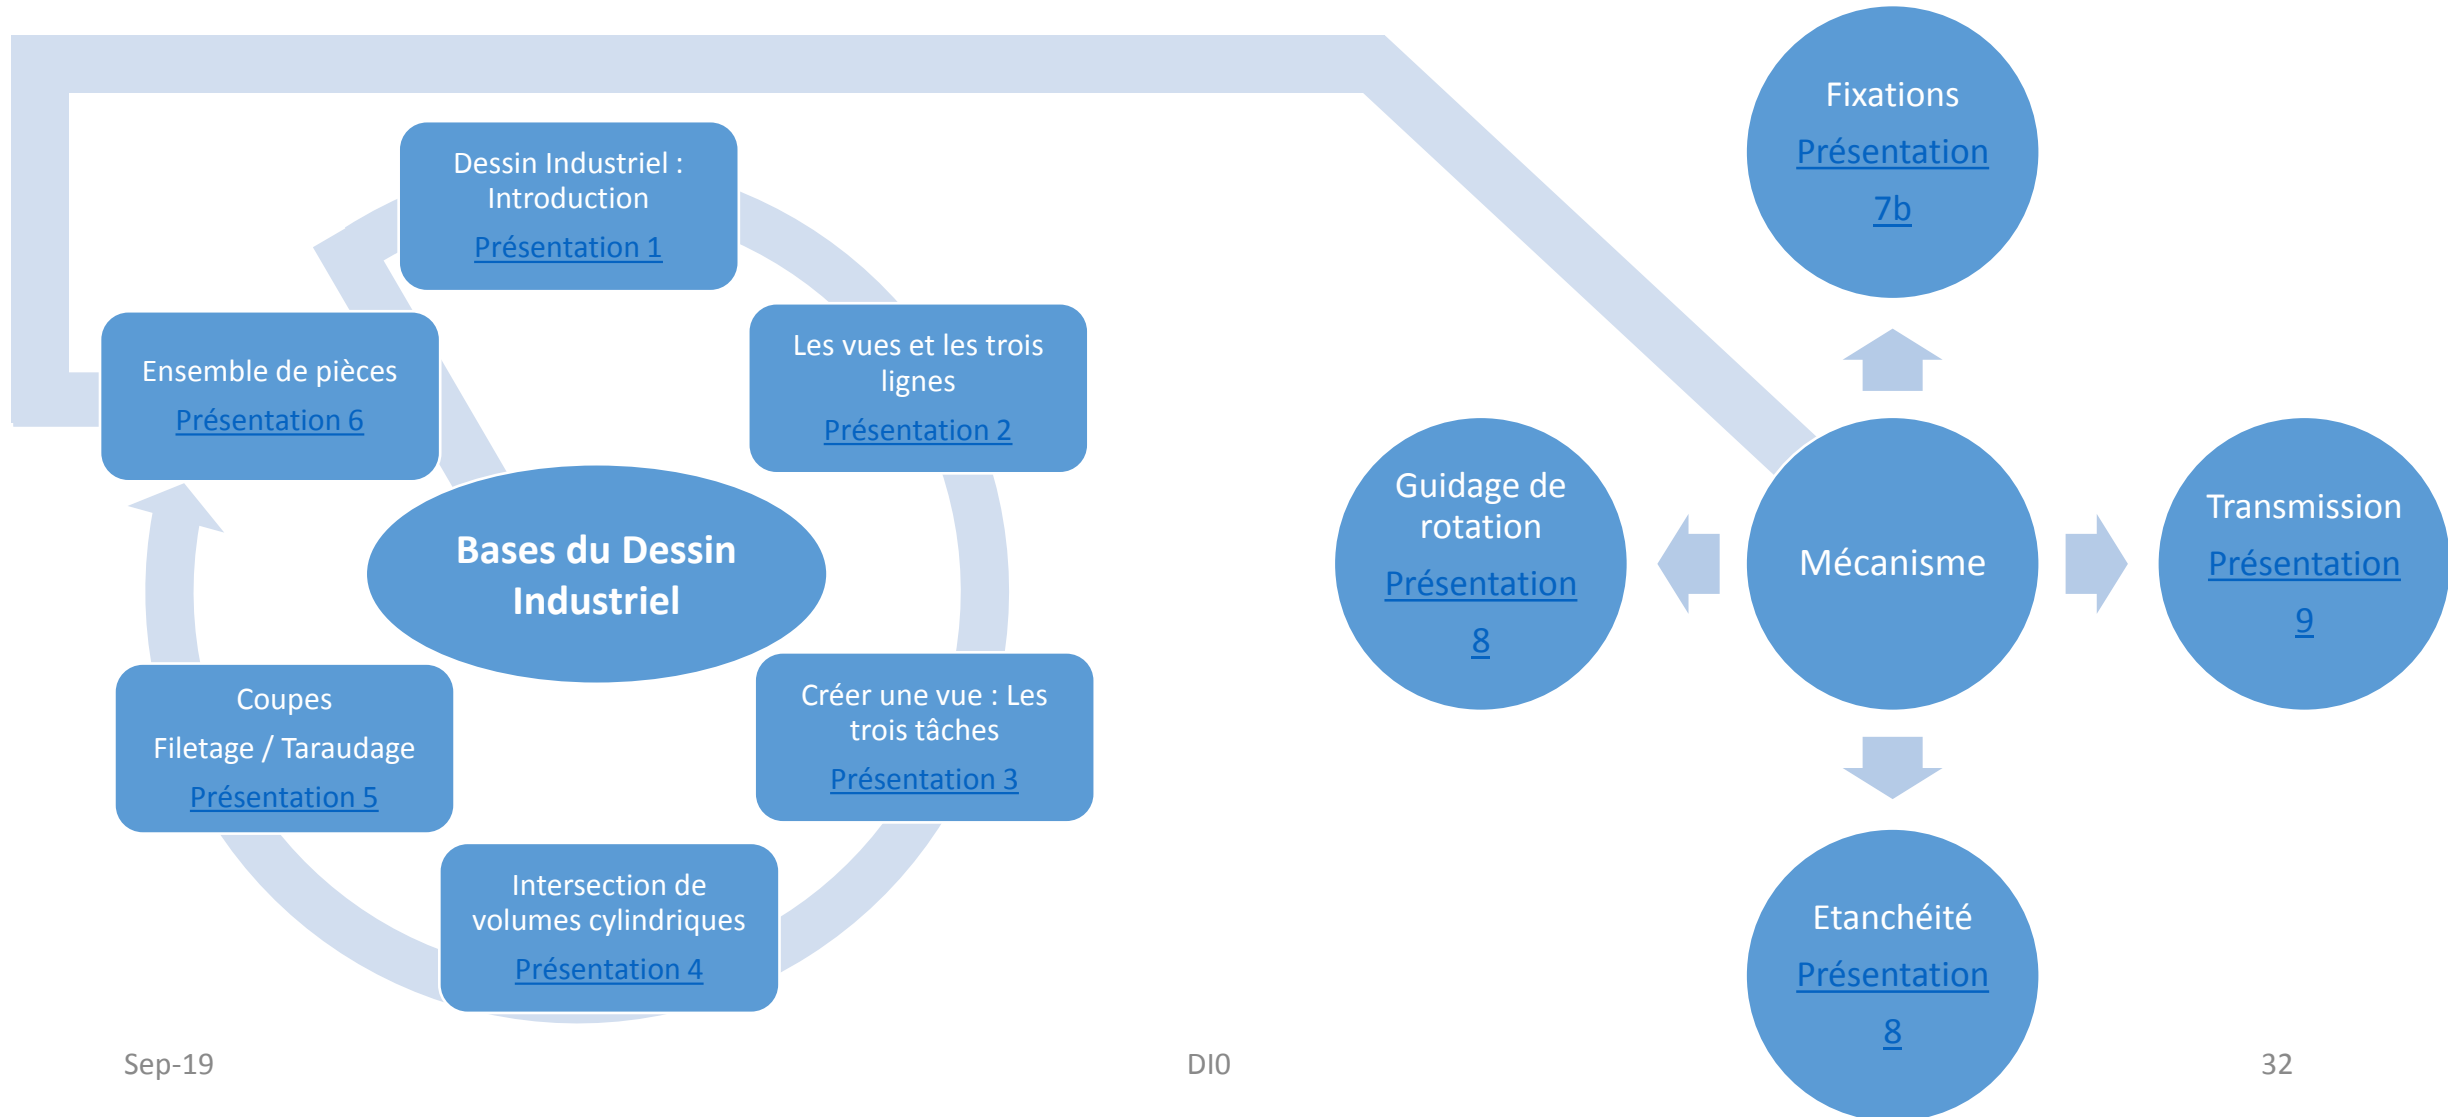 Dessin Industriel :
Introduction
Présentation 1
Les vues et les trois
lignes
Présentation 2
Créer une vue : Les
trois tâches
Présentation 3
Intersection de
volumes cylindriques
Présentation 4
Coupes
Filetage / Taraudage
Présentation 5
Ensemble de pièces
Présentation 6
Bases du Dessin
Industriel
Fixations
Présentation
7b
Guidage de
rotation
Présentation
8
Mécanisme
Transmission
Présentation
9
Etanchéité
Présentation
8
Sep-19
DI0
32